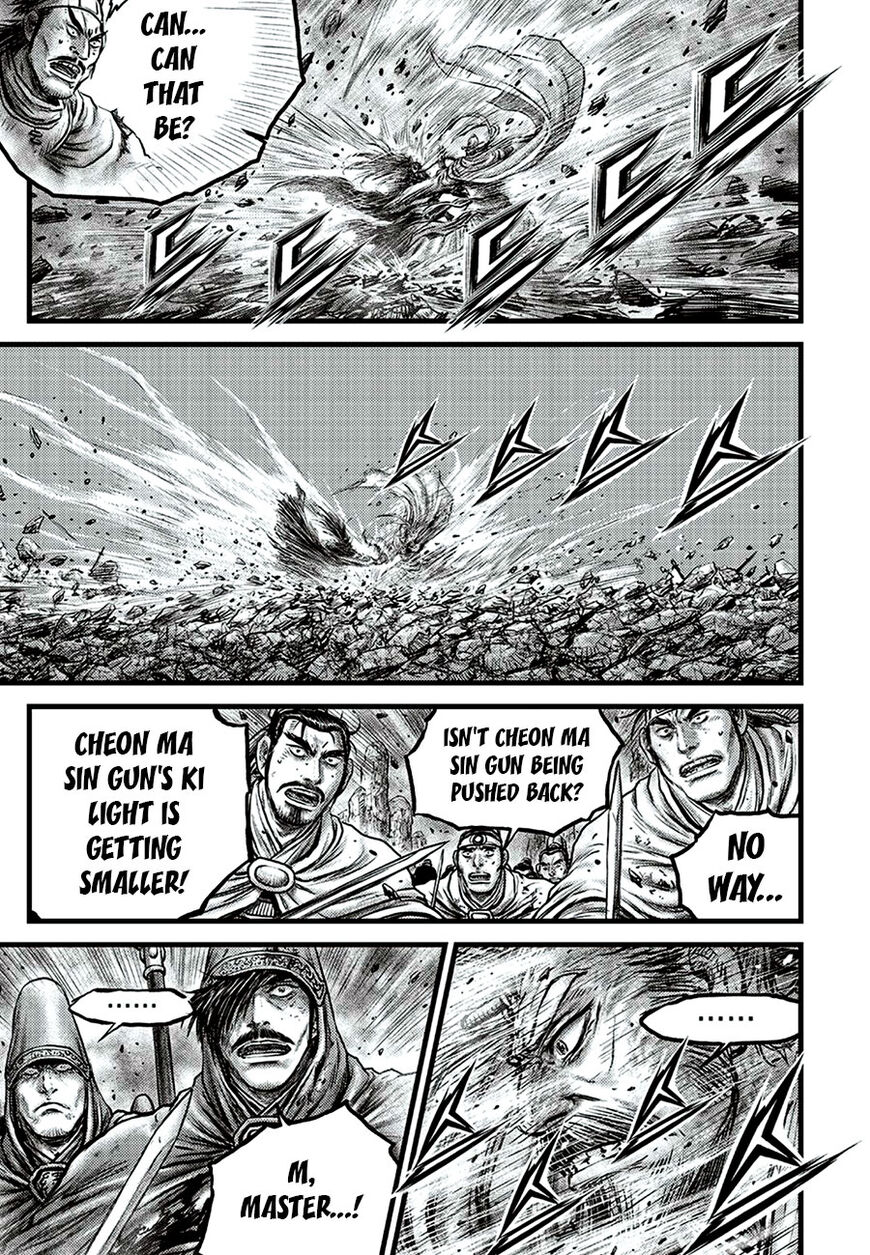 CAN...
CAN
THAT
BE?
CHEON MA
SIN GUN'S KI
LIGHT IS
GETTING
SMALLER!
ISN'T CHEON MA
SIN GUN BEING
PUSHED BACK?
NO
WAY...
......
M,
MASTER...!
......